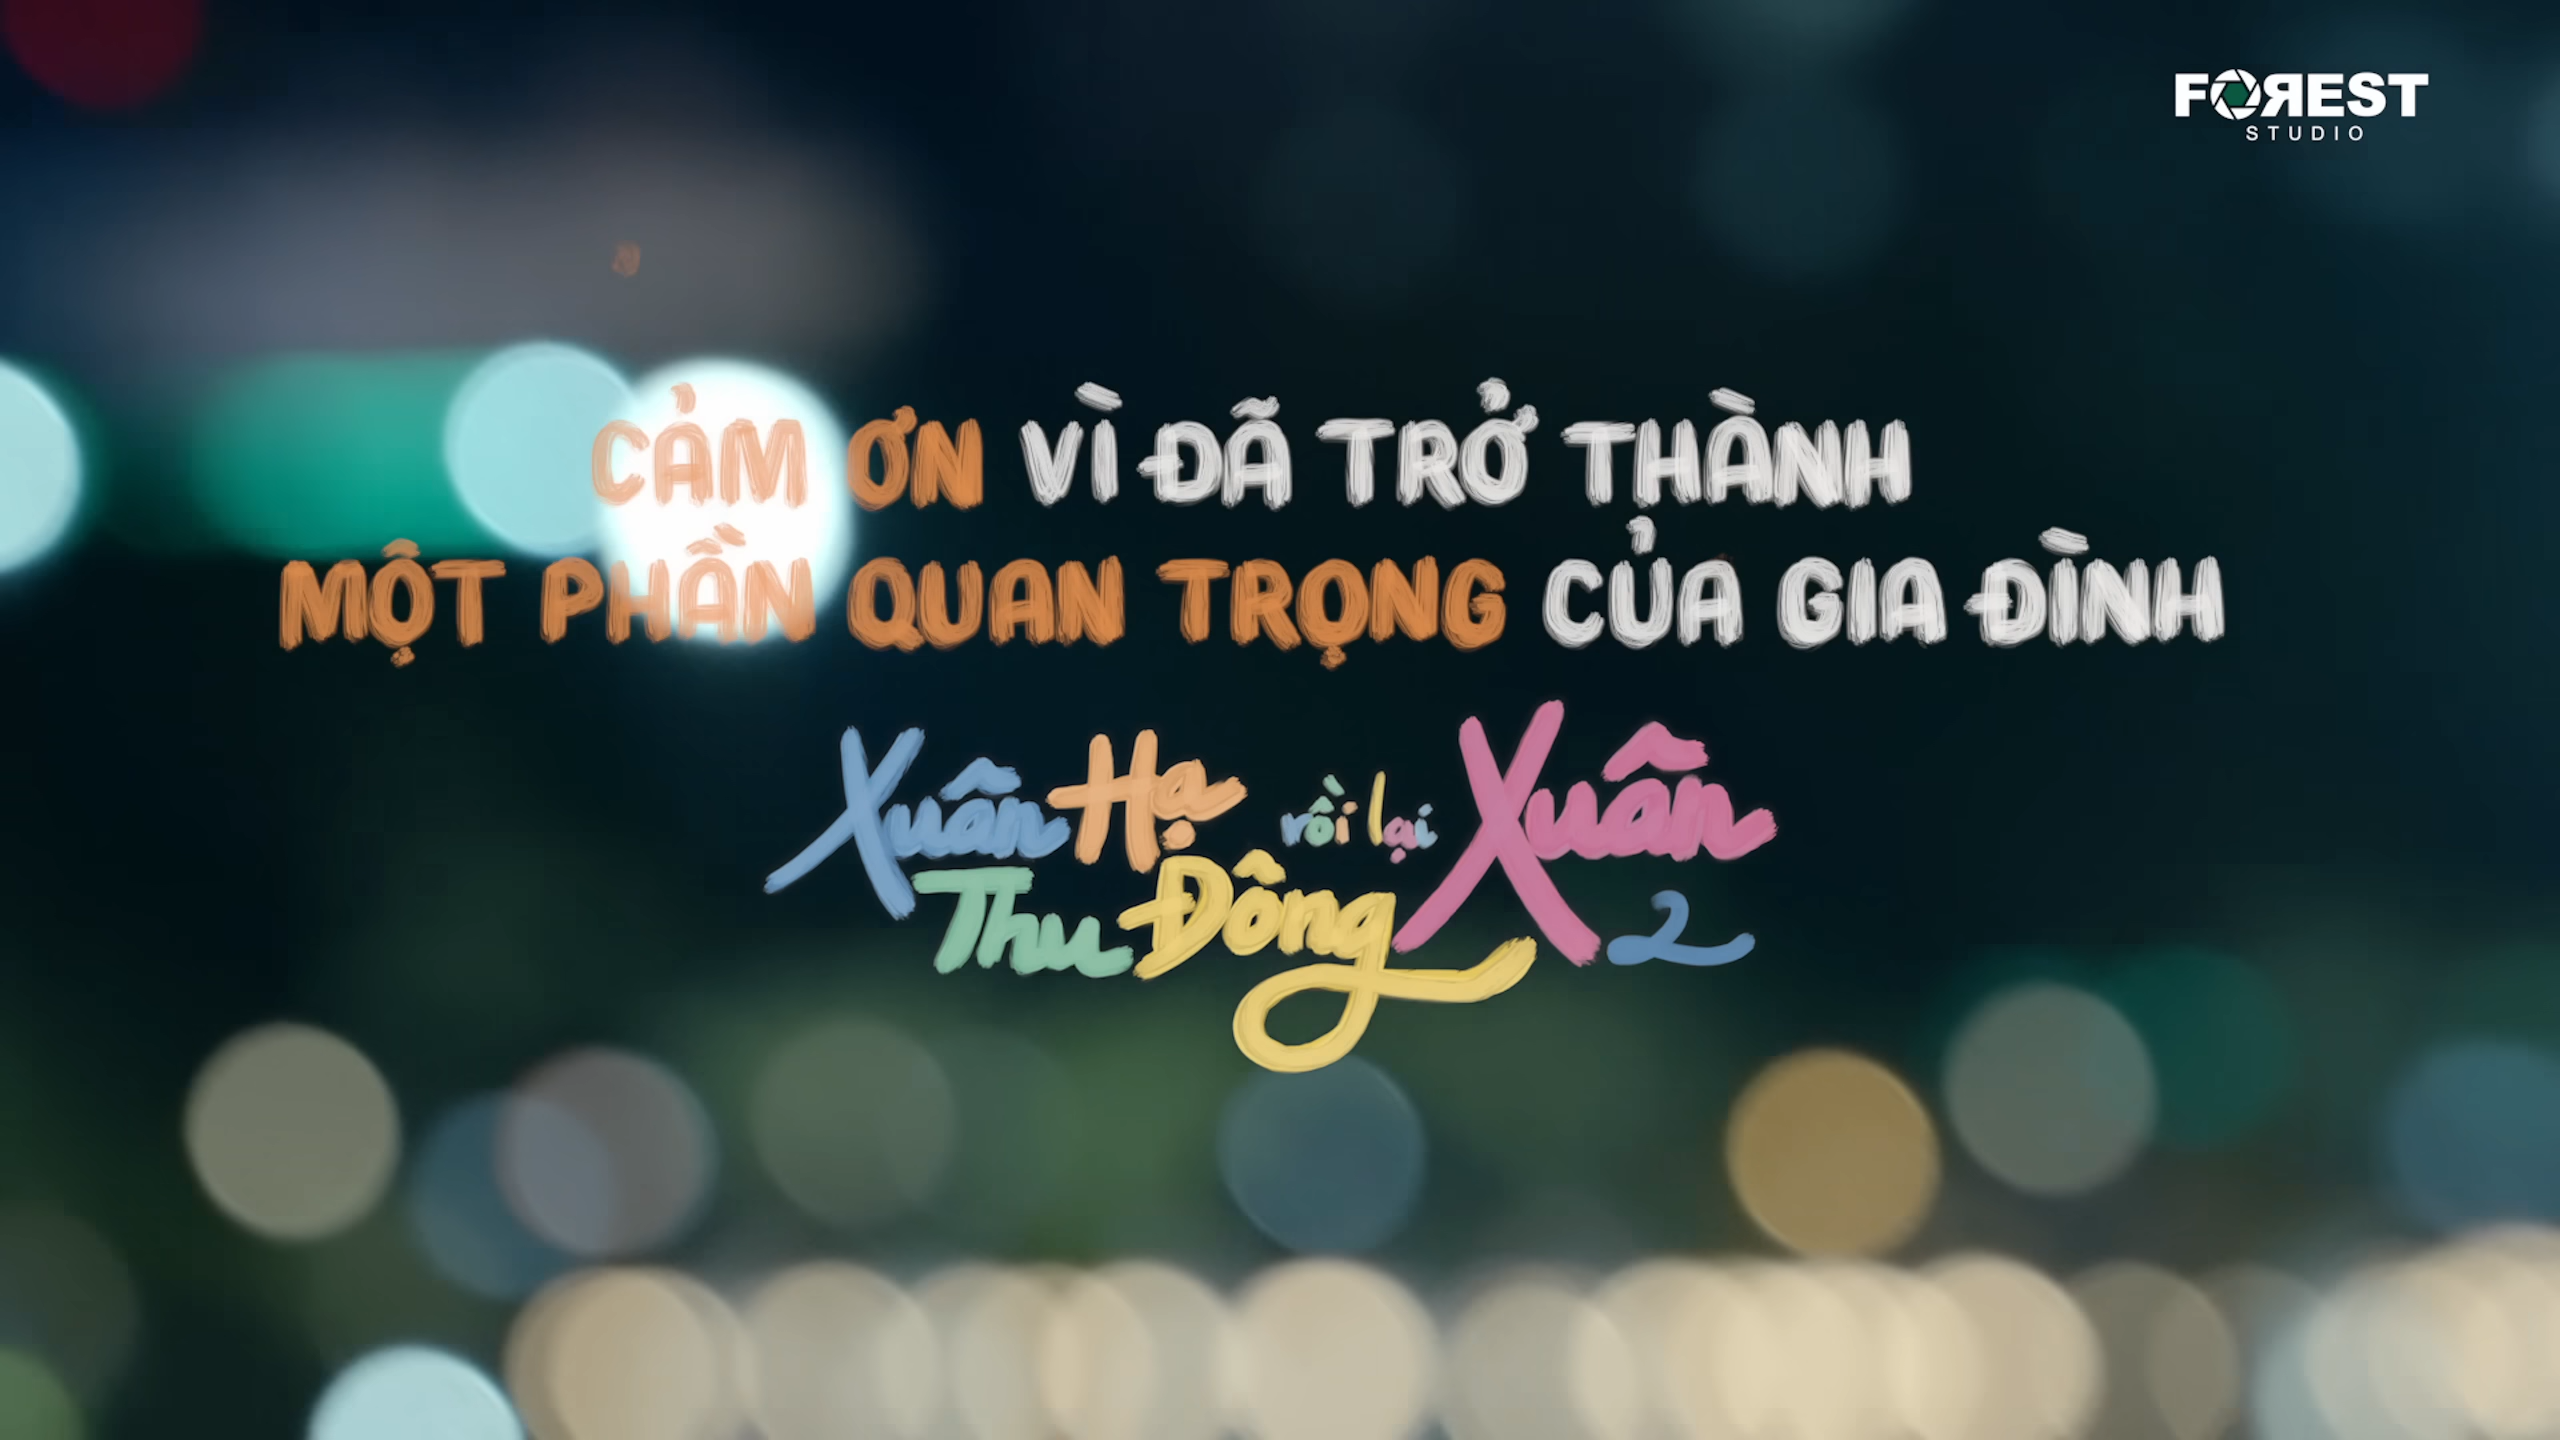 FOREST
STUDIO
CẢM ƠN VÌ ĐÃ TRỞ THÀNH
MỘT PHẦN QUAN TRỌNG CỦA GIA ĐÌNH
Xuân Hạ rồi lại Xuân
Thu Đông 2